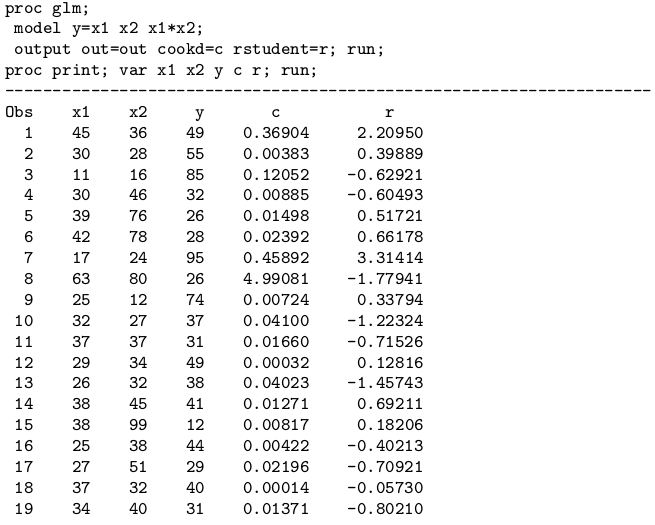 proc glm;
 model y=x1 x2 x1*x2;
 output out=out cookd=c rstudent=r; run;
proc print; var x1 x2 y c r; run;
--------------------------------------------------------------------
Obs    x1    x2     y       c          r
  1    45    36    49    0.36904     2.20950
  2    30    28    55    0.00383     0.39889
  3    11    16    85    0.12052    -0.62921
  4    30    46    32    0.00885    -0.60493
  5    39    76    26    0.01498     0.51721
  6    42    78    28    0.02392     0.66178
  7    17    24    95    0.45892     3.31414
  8    63    80    26    4.99081    -1.77941
  9    25    12    74    0.00724     0.33794
 10    32    27    37    0.04100    -1.22324
 11    37    37    31    0.01660    -0.71526
 12    29    34    49    0.00032     0.12816
 13    26    32    38    0.04023    -1.45743
 14    38    45    41    0.01271     0.69211
 15    38    99    12    0.00817     0.18206
 16    25    38    44    0.00422    -0.40213
 17    27    51    29    0.02196    -0.70921
 18    37    32    40    0.00014    -0.05730
 19    34    40    31    0.01371    -0.80210